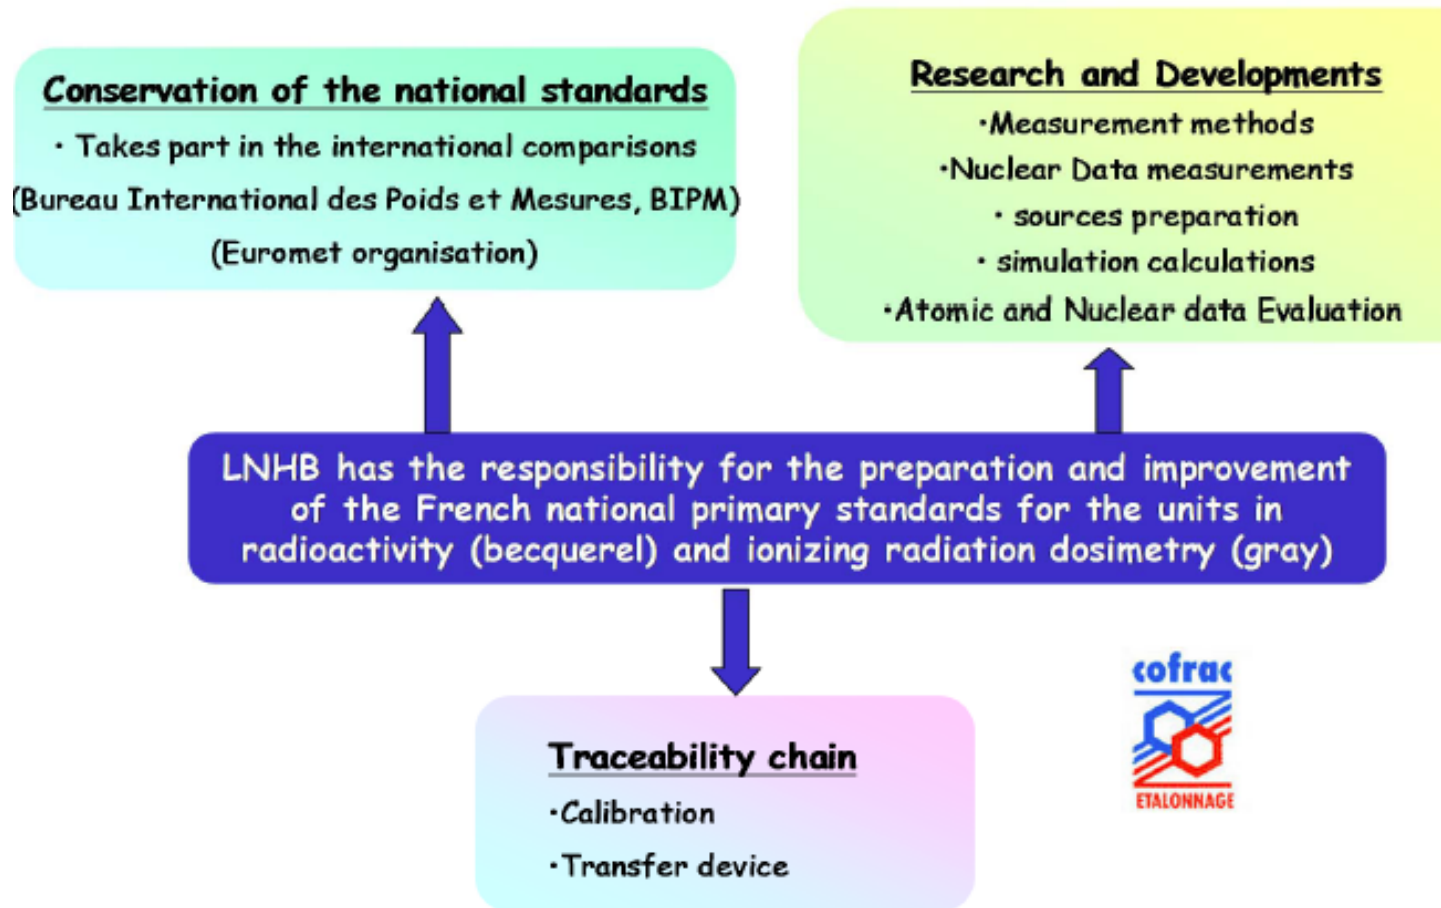 Conservation of the national standards
• Takes part in the international comparisons
(Bureau International des Poids et Mesures, BIPM)
(Euromet organisation)
Research and Developments
•Measurement methods
•Nuclear Data measurements
• sources preparation
• simulation calculations
•Atomic and Nuclear data Evaluation
LNHB has the responsibility for the preparation and improvement
of the French national primary standards for the units in
radioactivity (becquerel) and ionizing radiation dosimetry (gray)
Traceability chain
•Calibration
•Transfer device
cofrac
ETALONNAGE